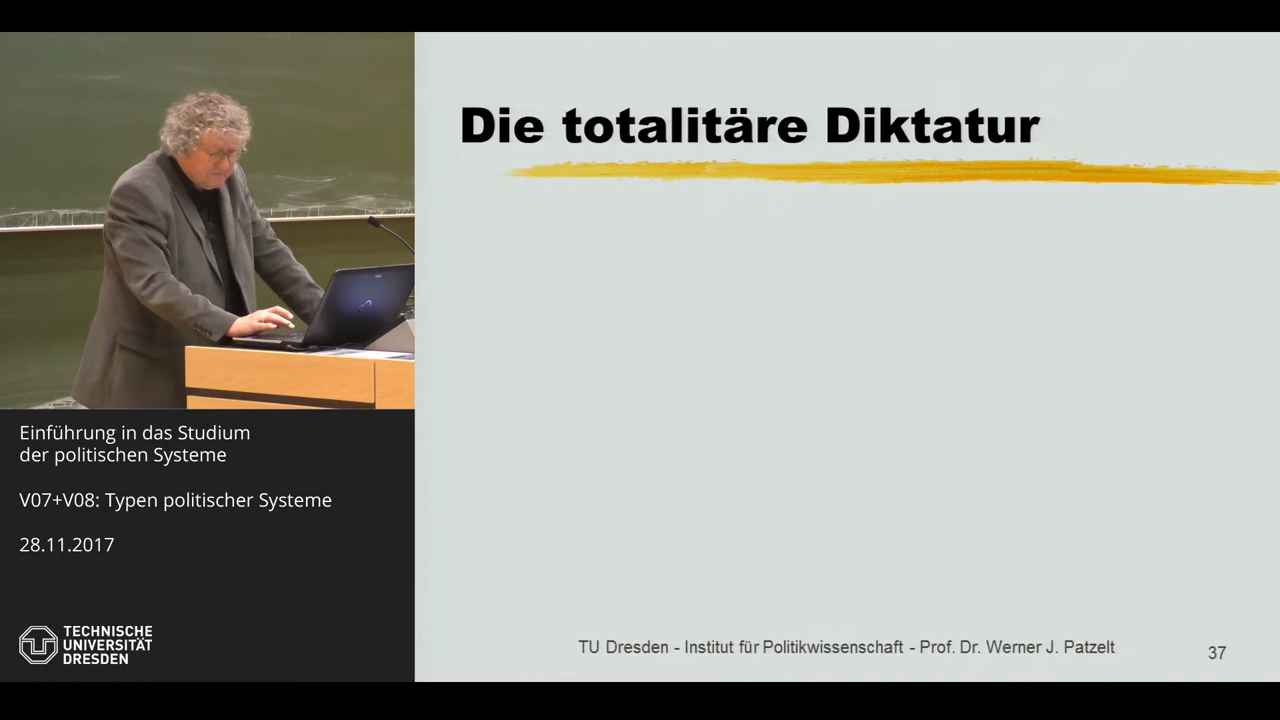 Die totalitäre Diktatur
Einführung in das Studium
der politischen Systeme
V07+V08: Typen politischer Systeme
28.11.2017
TECHNISCHE
UNIVERSITÄT
DRESDEN
TU Dresden - Institut für Politikwissenschaft - Prof. Dr. Werner J. Patzelt
37